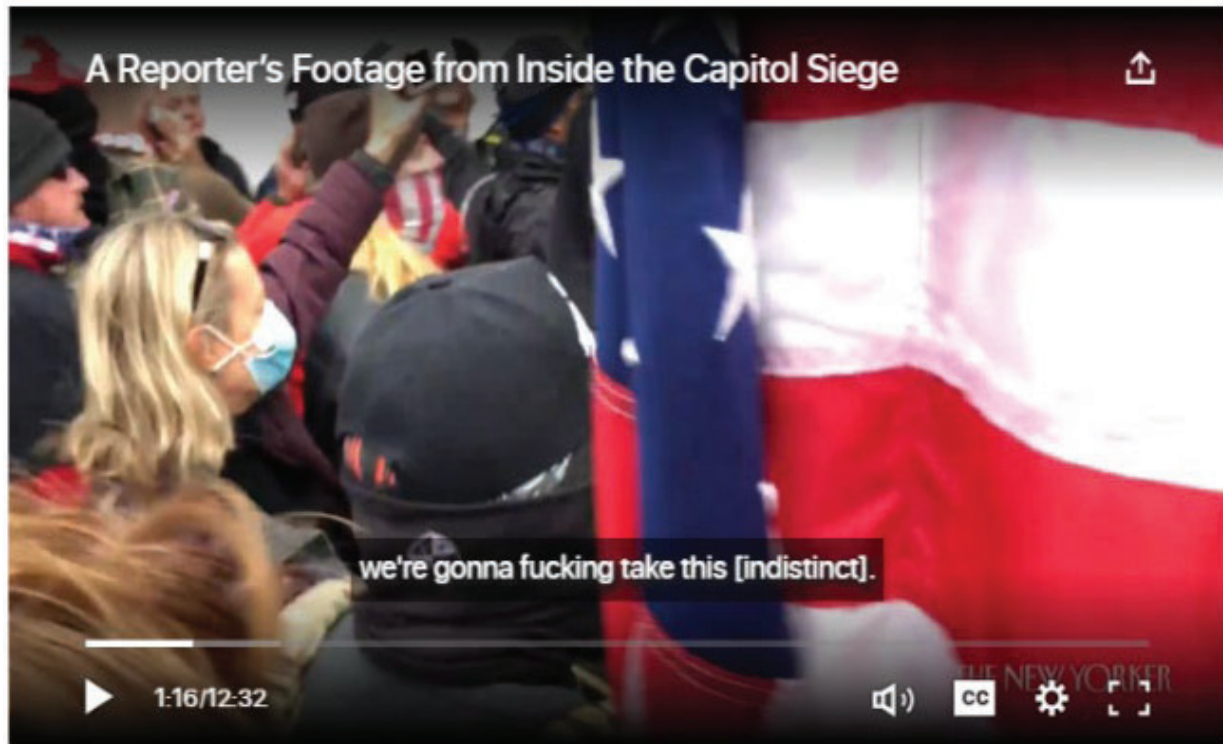 A Reporter's Footage from Inside the Capitol Siege
we're gonna fucking take this [indistinct].
THE NEW YORKER
1:16/12:32
CC